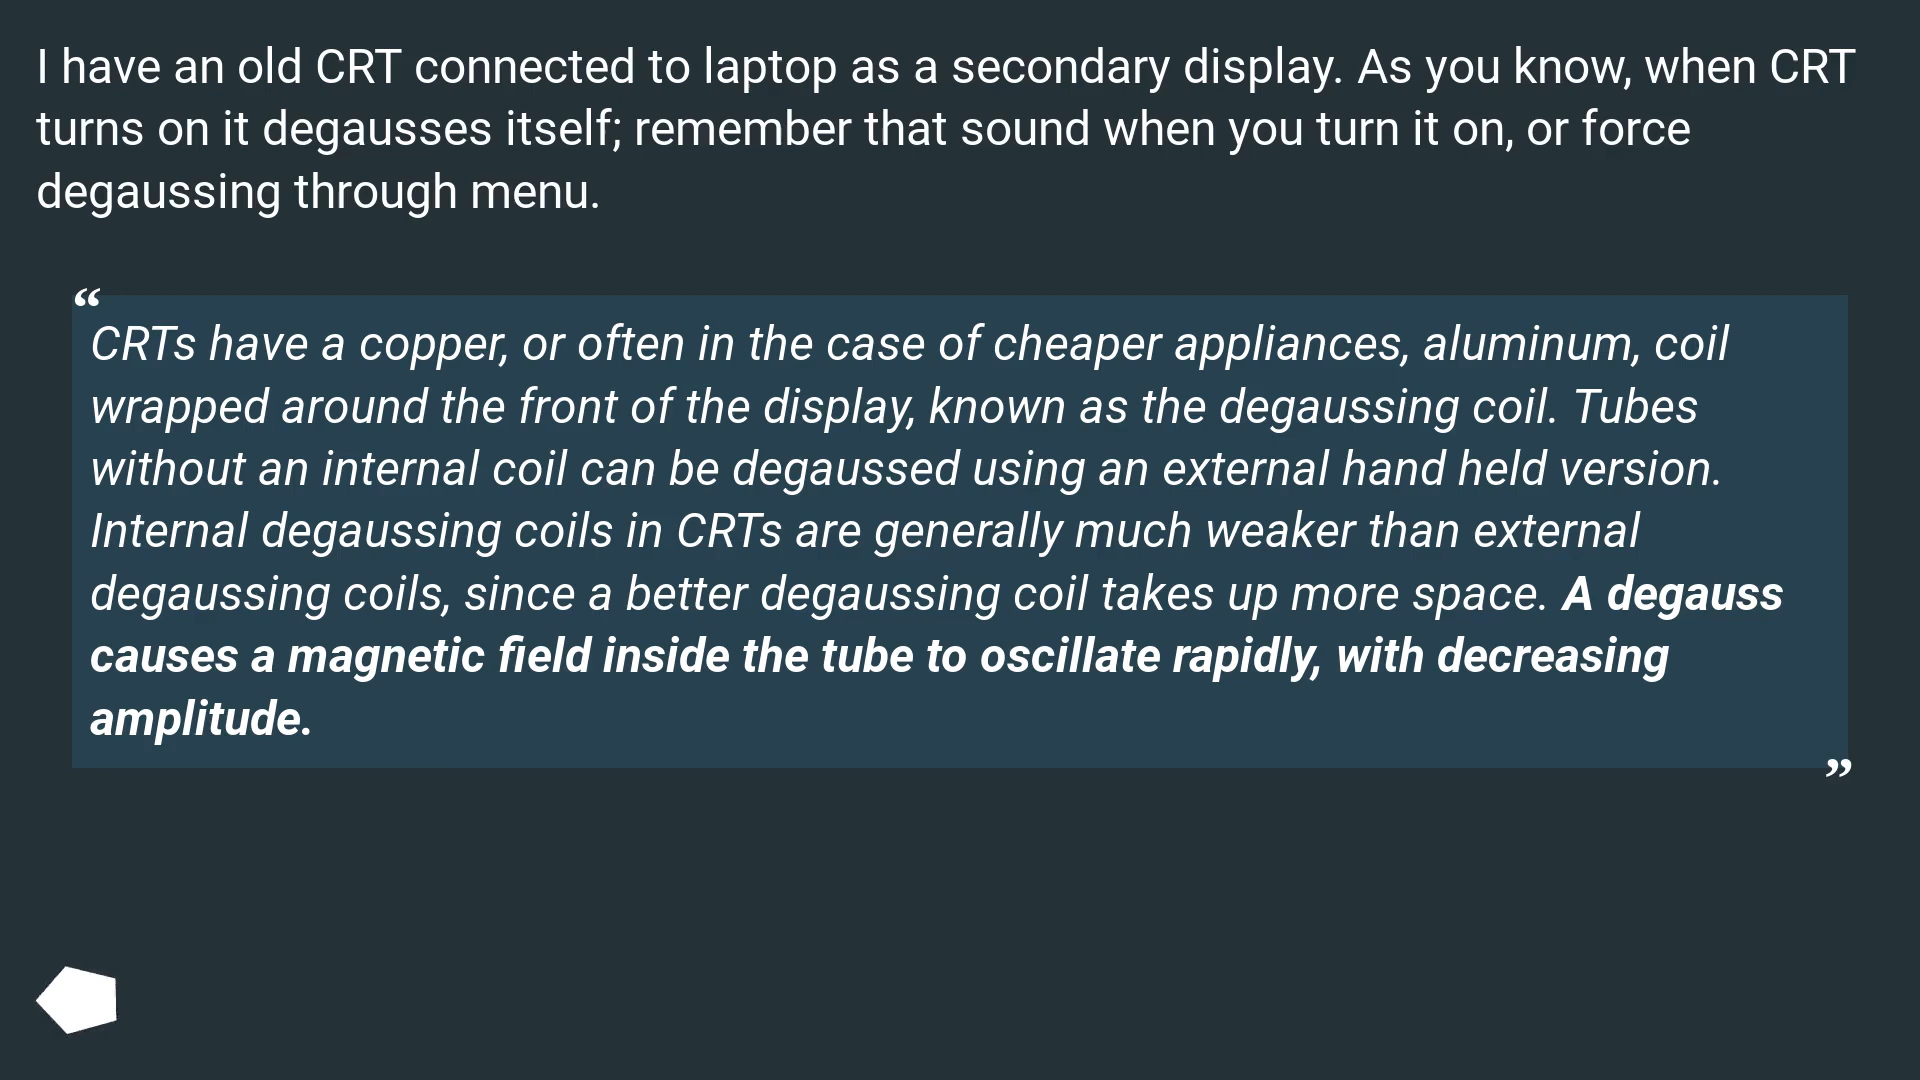 I have an old CRT connected to laptop as a secondary display. As you know, when CRT
turns on it degausses itself; remember that sound when you turn it on, or force
degaussing through menu.
“
CRTs have a copper, or often in the case of cheaper appliances, aluminum, coil
wrapped around the front of the display, known as the degaussing coil. Tubes
without an internal coil can be degaussed using an external hand held version.
Internal degaussing coils in CRTs are generally much weaker than external
degaussing coils, since a better degaussing coil takes up more space. A degauss
causes a magnetic field inside the tube to oscillate rapidly, with decreasing
amplitude.
”